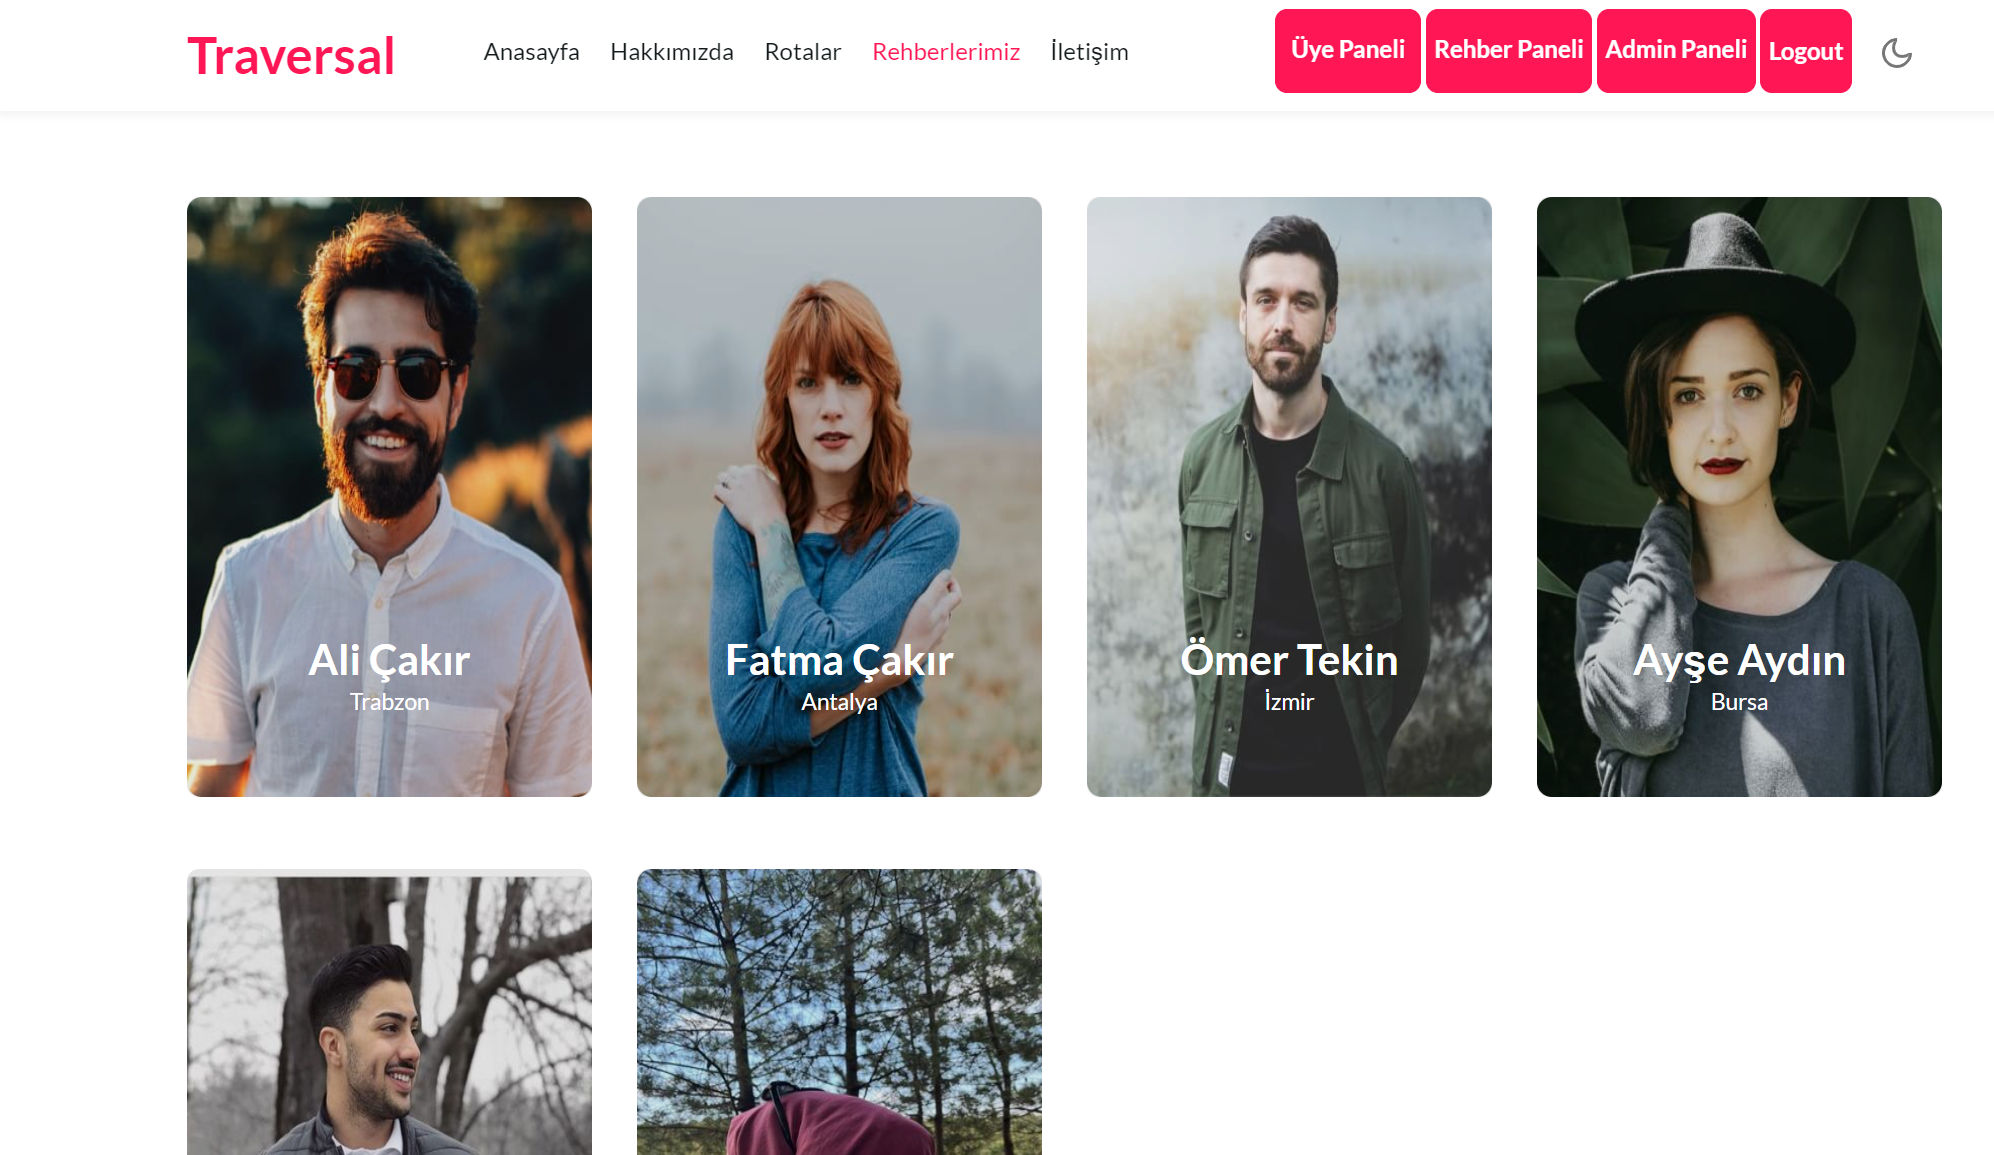 Traversal
Anasayfa Hakkımızda Rotalar Rehberlerimiz İletişim
Üye Paneli Rehber Paneli Admin Paneli Logout
Ali Çakır
Trabzon
Fatma Çakır
Antalya
Ömer Tekin
İzmir
Ayşe Aydın
Bursa